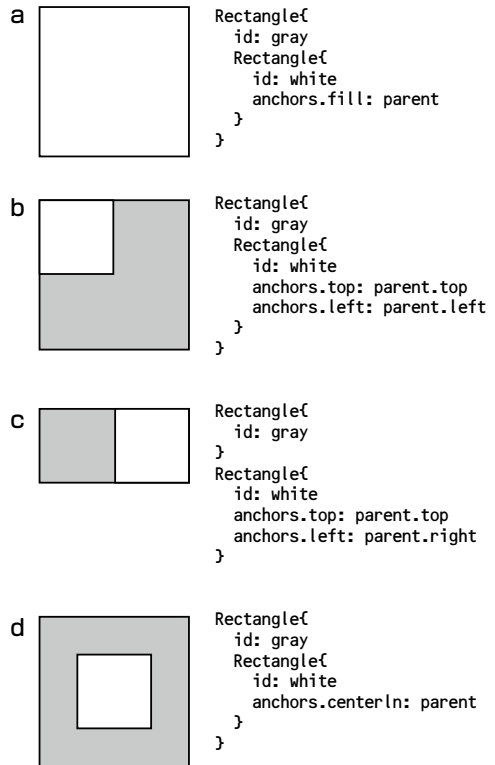 a
Rectangle{
  id: gray
  Rectangle{
    id: white
    anchors.fill: parent
  }
}
b
Rectangle{
  id: gray
  Rectangle{
    id: white
    anchors.top: parent.top
    anchors.left: parent.left
  }
}
c
Rectangle{
  id: gray
}
Rectangle{
  id: white
  anchors.top: parent.top
  anchors.left: parent.right
}
d
Rectangle{
  id: gray
  Rectangle{
    id: white
    anchors.centerln: parent
  }
}